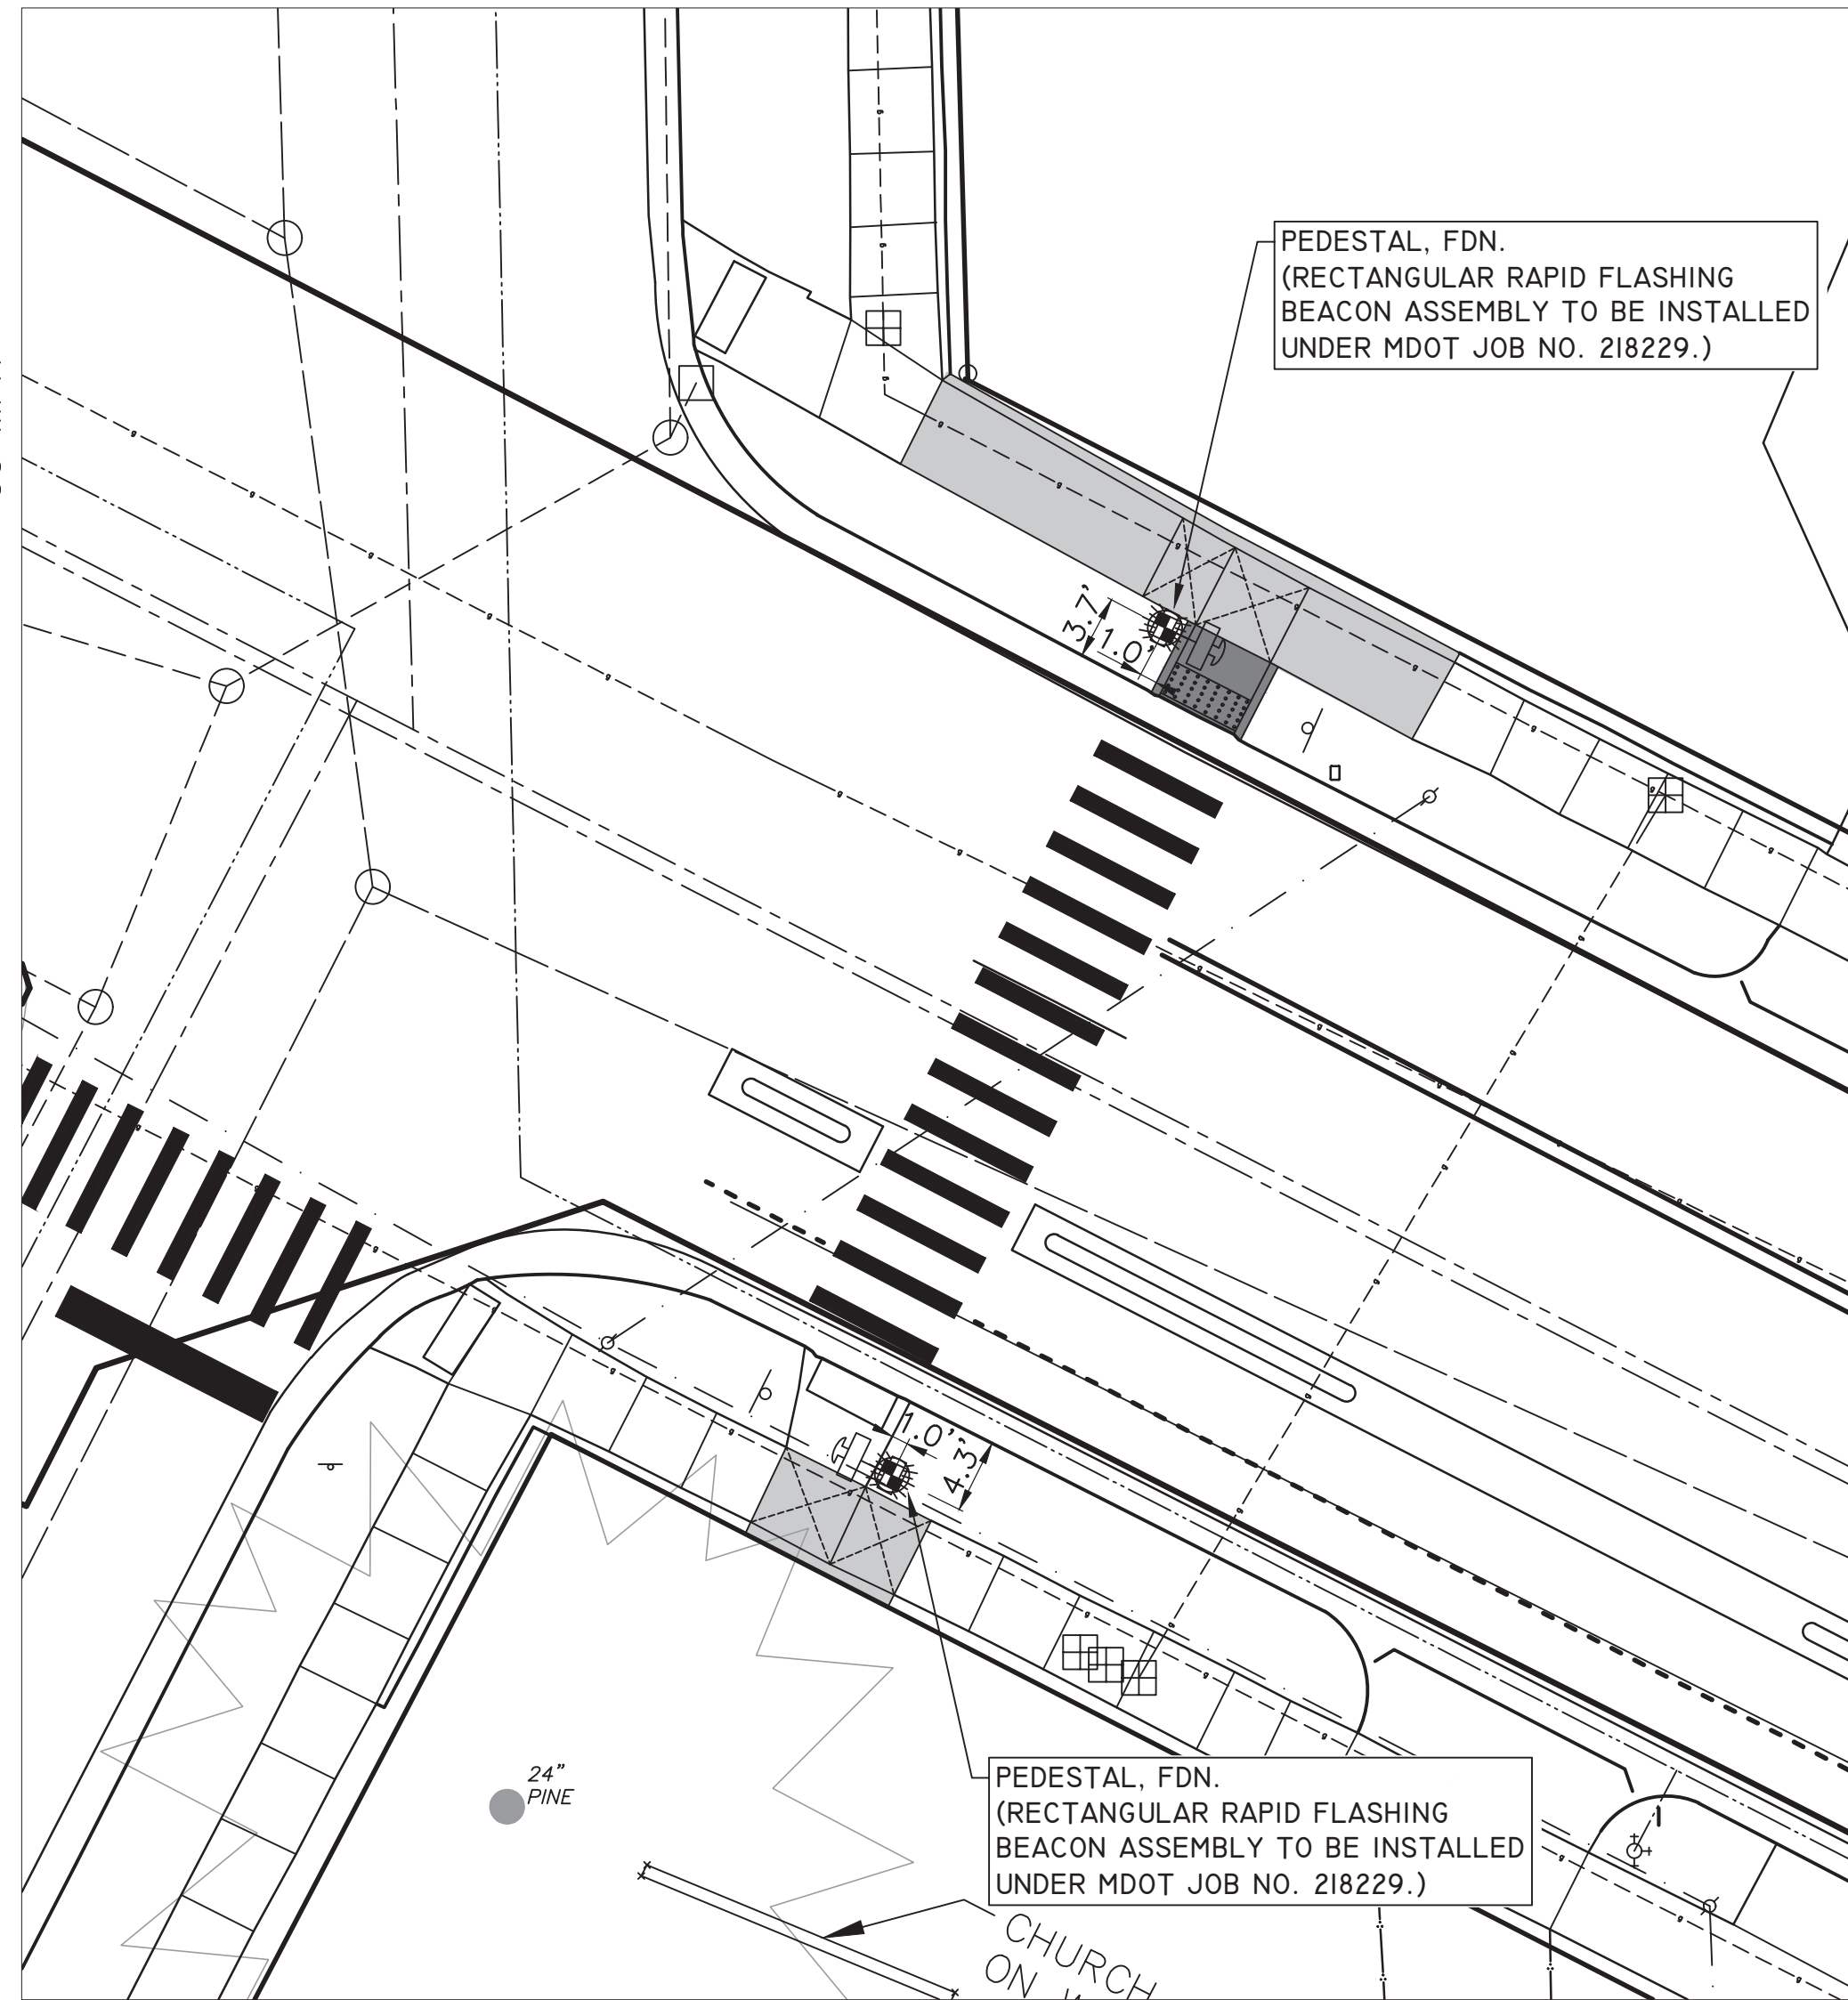 PEDESTAL, FDN.
(RECTANGULAR RAPID FLASHING
BEACON ASSEMBLY TO BE INSTALLED
UNDER MDOT JOB NO. 218229.)
3.7'
1.0'
1.0'
4.3'
24"
PINE
PEDESTAL, FDN.
(RECTANGULAR RAPID FLASHING
BEACON ASSEMBLY TO BE INSTALLED
UNDER MDOT JOB NO. 218229.)
CHURCH
ON